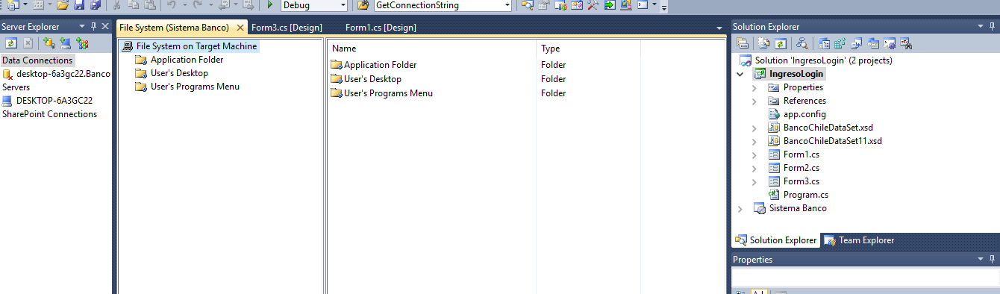 Debug
GetConnectionString
Server Explorer
Data Connections
desktop-6a3gc22.Banco
Servers
DESKTOP-6A3GC22
SharePoint Connections
File System (Sistema Banco)
Form3.cs [Design]
Form1.cs [Design]
File System on Target Machine
Application Folder
User's Desktop
User's Programs Menu
Name Type
Application Folder Folder
User's Desktop Folder
User's Programs Menu Folder
Solution Explorer
Solution 'IngresoLogin' (2 projects)
IngresoLogin
Properties
References
app.config
BancoChileDataSet.xsd
BancoChileDataSet11.xsd
Form1.cs
Form2.cs
Form3.cs
Program.cs
Sistema Banco
Solution Explorer Team Explorer
Properties